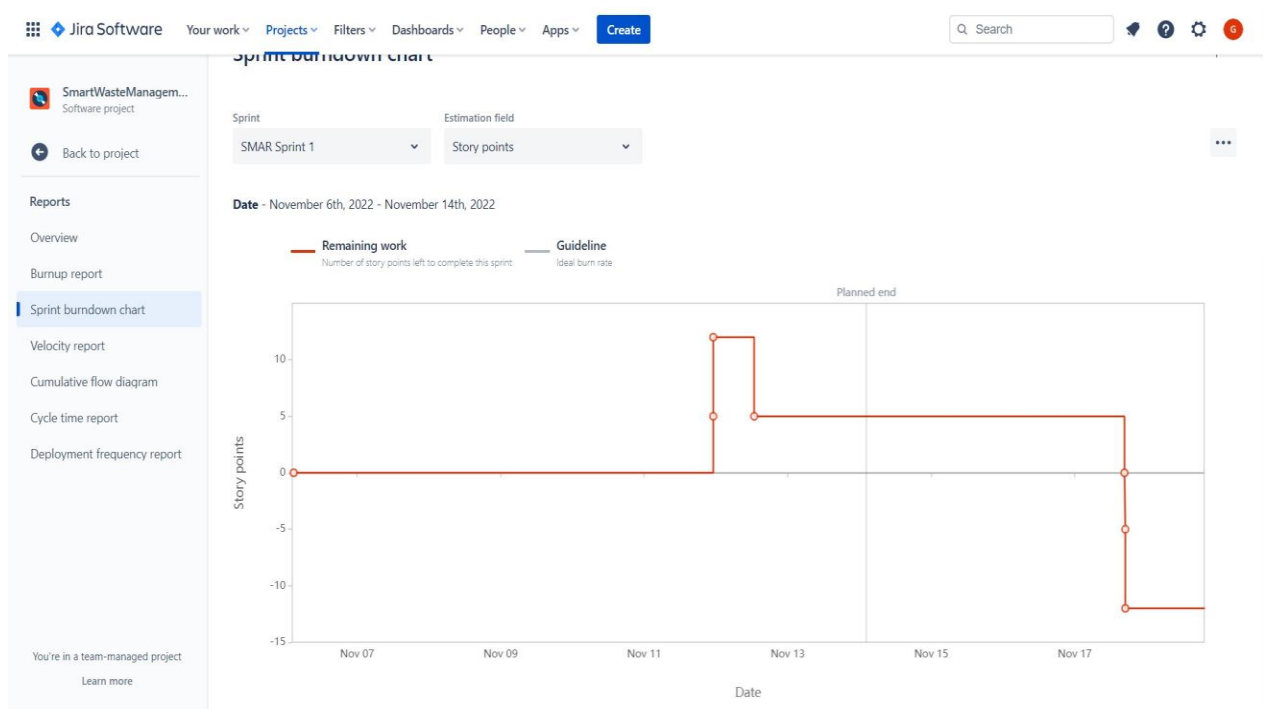 Jira Software Your work Projects Filters Dashboards People Apps Create Search G
Sprint burndown chart
SmartWasteManagem...
Software project
Back to project
Reports
Overview
Burnup report
Sprint burndown chart
Velocity report
Cumulative flow diagram
Cycle time report
Deployment frequency report
You're in a team-managed project
Learn more
Sprint Estimation field
SMAR Sprint 1 Story points
Date - November 6th, 2022 - November 14th, 2022
Remaining work Guideline
Number of story points left to complete this sprint Ideal burn rate
Planned end
10
5
0
-5
-10
-15
Story points
Nov 07 Nov 09 Nov 11 Nov 13 Nov 15 Nov 17
Date